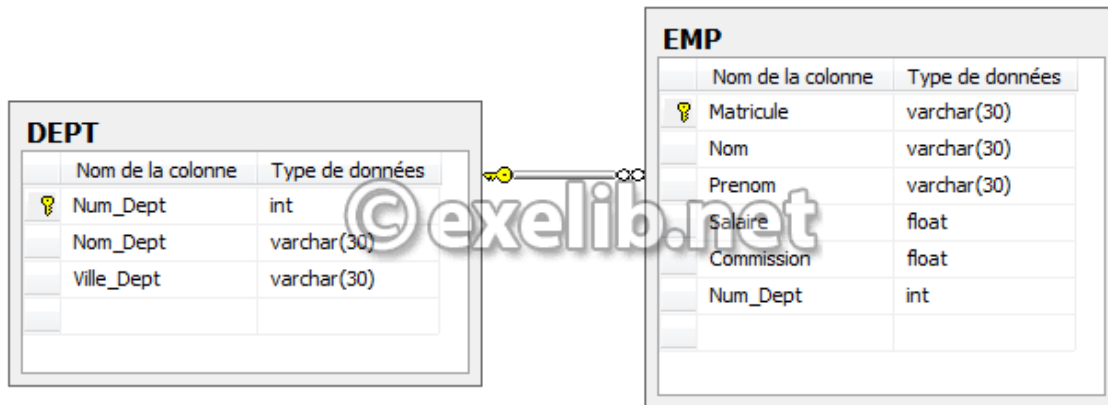 DEPT
Nom de la colonne Type de données
Num_Dept int
Nom_Dept varchar(30)
Ville_Dept varchar(30)
EMP
Nom de la colonne Type de données
Matricule varchar(30)
Nom varchar(30)
Prenom varchar(30)
Salaire float
Commission float
Num_Dept int
© exelib.net